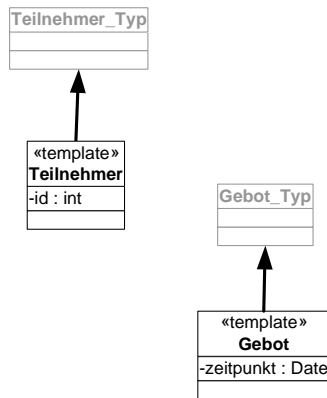 Teilnehmer_Typ
«template»
Teilnehmer
-id : int
Gebot_Typ
«template»
Gebot
-zeitpunkt : Date